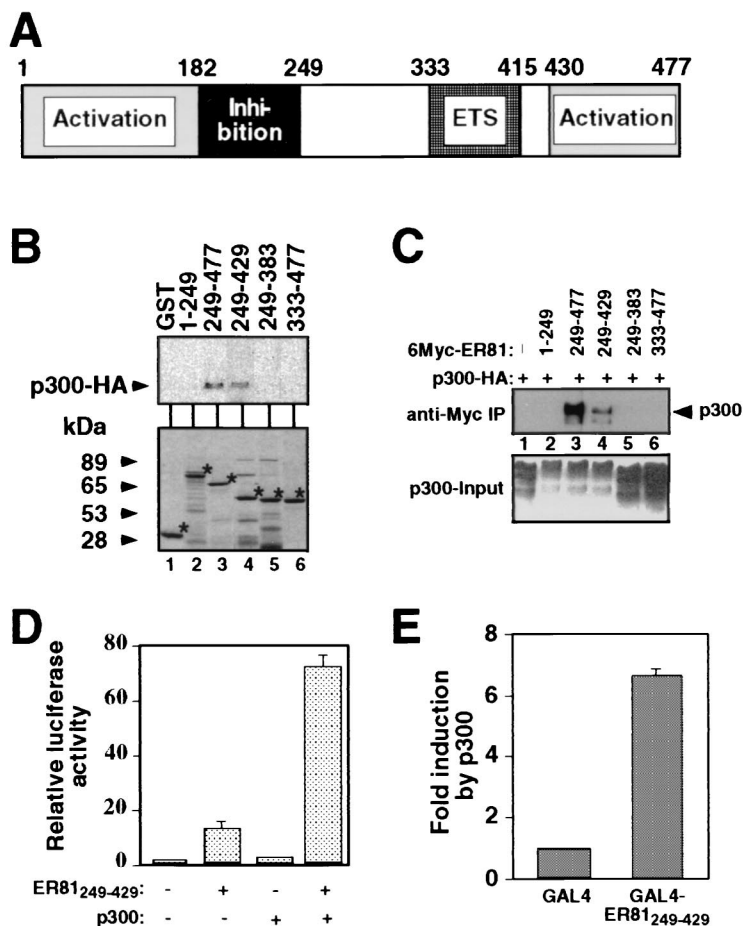 A
1 182 249 333 415 430 477
Activation Inhi-bition ETS Activation
B
GST
1-249
249-477
249-429
249-383
333-477
p300-HA
kDa
89
65
53
28
* * * * * *
1 2 3 4 5 6
C
6Myc-ER81: 1-249 249-477 249-429 249-383 333-477
p300-HA: + + + + + +
anti-Myc IP p300
1 2 3 4 5 6
p300-Input
D
Relative luciferase
activity
80
60
40
20
0
ER81249-429: - + - +
p300: - - + +
E
Fold induction
by p300
8
6
4
2
0
GAL4 GAL4-
ER81249-429